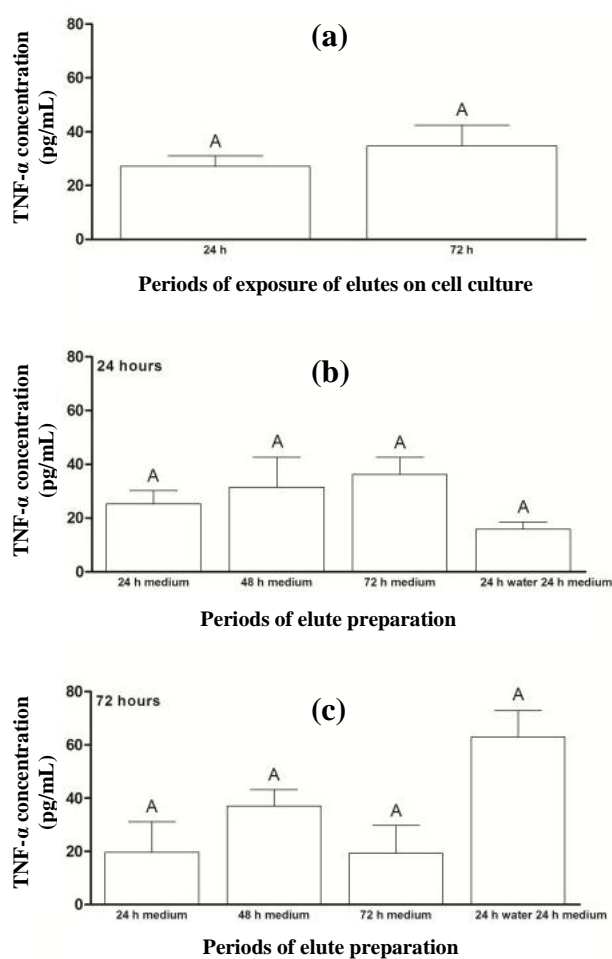 (a)
TNF-α concentration
(pg/mL)
80
60
40
20
0
A
A
24 h
72 h
Periods of exposure of elutes on cell culture
24 hours
(b)
TNF-α concentration
(pg/mL)
80
60
40
20
0
A
A
A
A
24 h medium
48 h medium
72 h medium
24 h water 24 h medium
Periods of elute preparation
72 hours
(c)
TNF-α concentration
(pg/mL)
80
60
40
20
0
A
A
A
A
24 h medium
48 h medium
72 h medium
24 h water 24 h medium
Periods of elute preparation